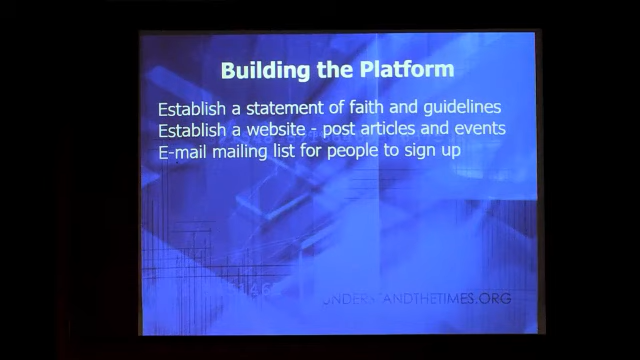 Building the Platform
Establish a statement of faith and guidelines
Establish a website - post articles and events
E-mail mailing list for people to sign up
UNDERSTANDTHETIMES.ORG